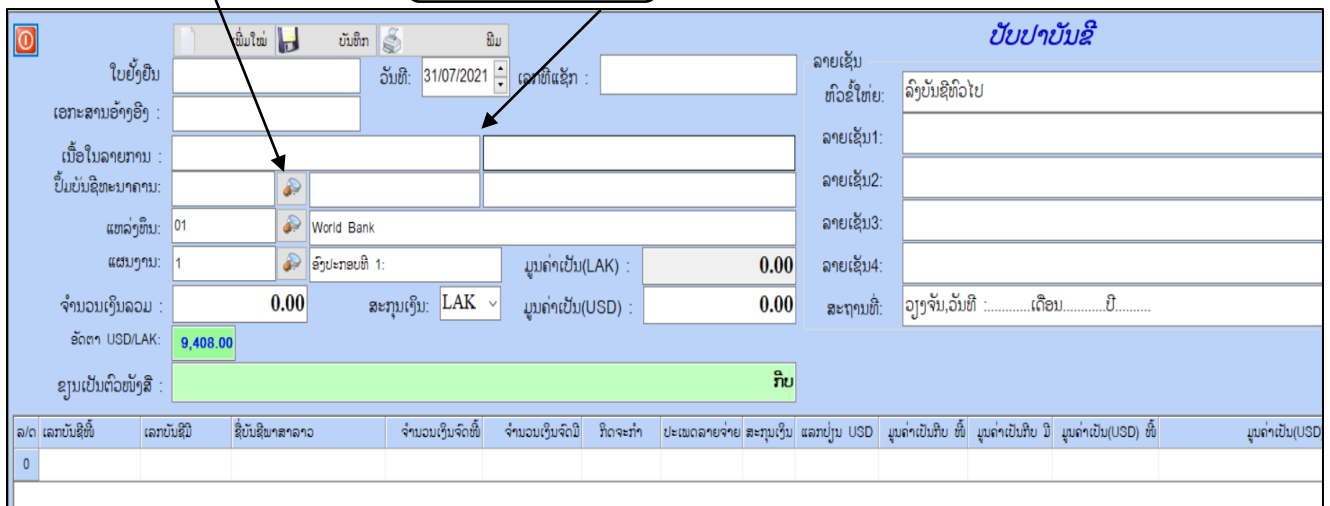 ເພີ່ມໃໝ່ ບັນທຶກ ພີມ
ປັບປາບັນຊີ
ໃບຢັ້ງຢືນ ວັນທີ: 31/07/2021 ເລກທີແຊັກ :
ລາຍເຊັນ
ຫົວຂໍ້ໃຫ່ຍ: ລົງບັນຊີທົ່ວໄປ
ເອກະສານອ້າງອີງ :
ລາຍເຊັນ1:
ເນື້ອໃນລາຍການ :
ປຶ້ມບັນຊີທະນາຄານ:
ລາຍເຊັນ2:
ແຫລ່ງທຶນ: 01 World Bank
ລາຍເຊັນ3:
ແຜນງານ: 1 ອົງປະກອບທີ 1: ມູນຄ່າເປັນ(LAK) : 0.00
ລາຍເຊັນ4:
ຈຳນວນເງິນລວມ : 0.00 ສະກຸນເງິນ: LAK ມູນຄ່າເປັນ(USD) : 0.00
ສະຖານທີ່: ວຽງຈັນ,ວັນທີ :............ເດືອນ............ປີ..........
ອັດຕາ USD/LAK: 9,408.00
ຂຽນເປັນຕົວໜັງສື : ກີບ
ລ/ດ ເລກບັນຊີໜີ້ ເລກບັນຊີມີ ຊື່ບັນຊີພາສາລາວ ຈຳນວນເງິນຈົດໜີ້ ຈຳນວນເງິນຈົດມີ ກິດຈະກຳ ປະເພດລາຍຈ່າຍ ສະກຸນເງິນ ແລກປ່ຽນ USD ມູນຄ່າເປັນກີບ ໜີ້ ມູນຄ່າເປັນກີບ ມີ ມູນຄ່າເປັນ(USD) ໜີ້ ມູນຄ່າເປັນ(USD
0